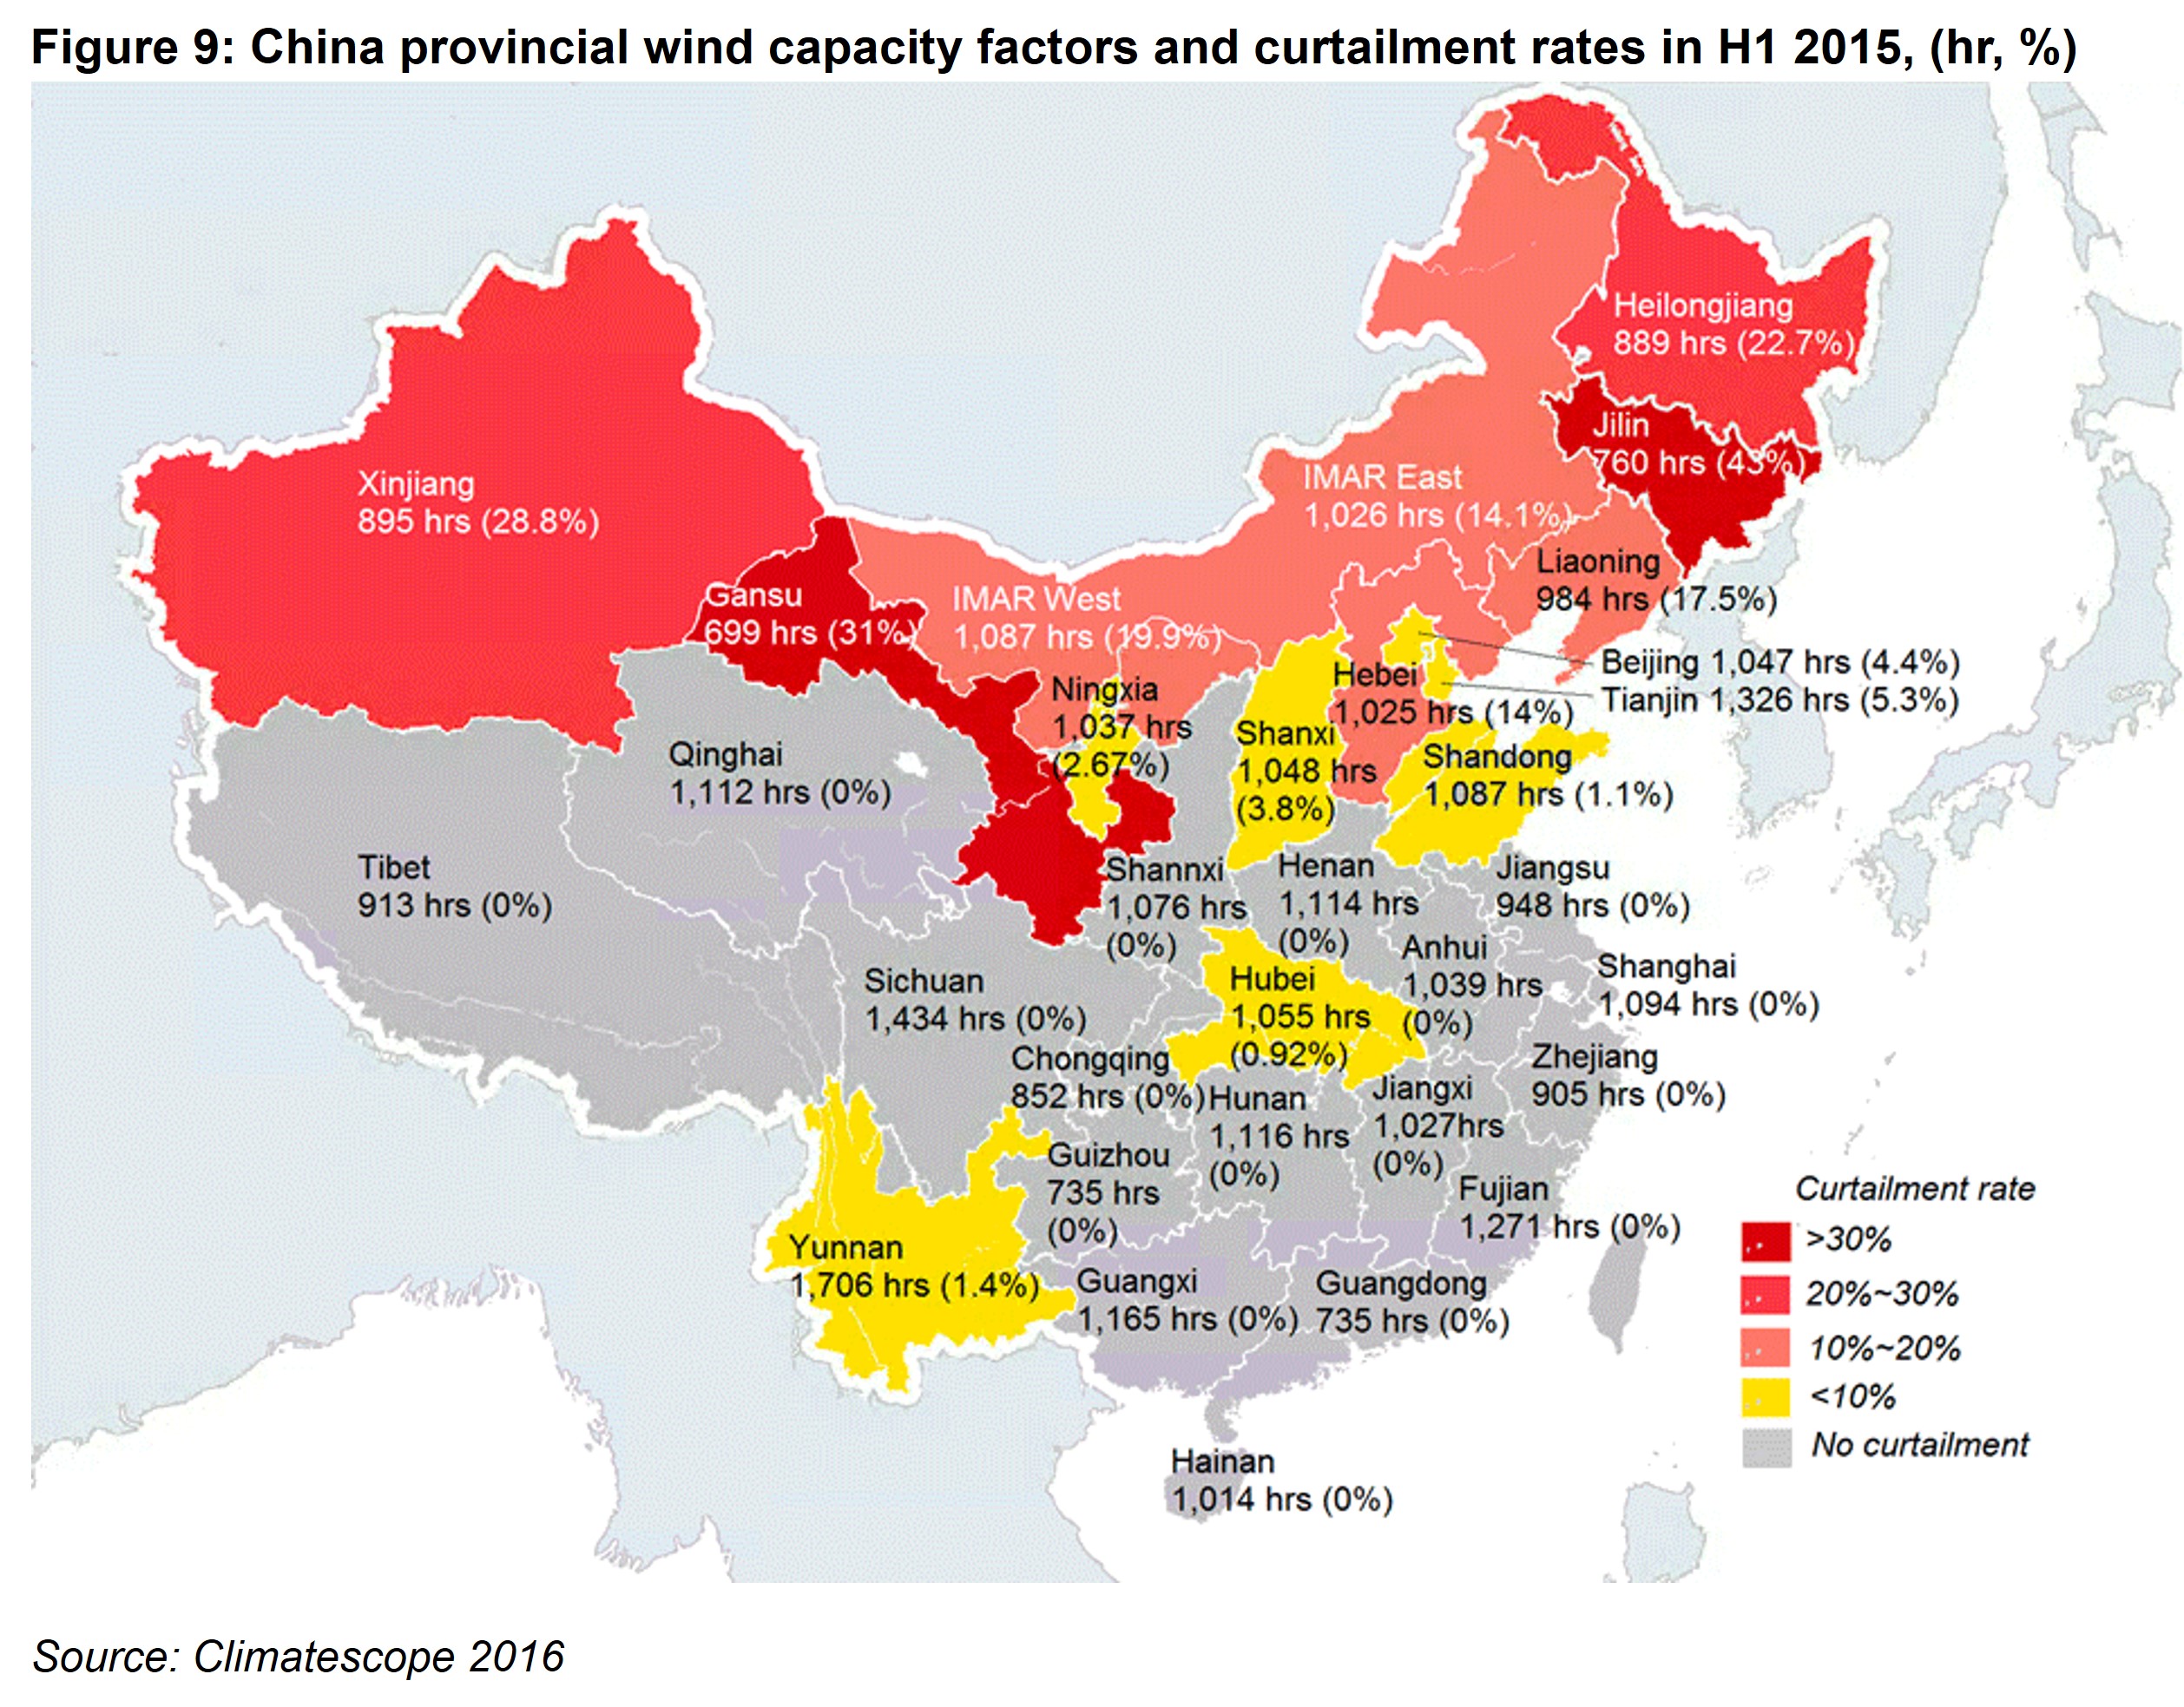 Figure 9: China provincial wind capacity factors and curtailment rates in H1 2015, (hr, %)
Heilongjiang
889 hrs (22.7%)
Jilin
760 hrs (43%)
Xinjiang
895 hrs (28.8%)
IMAR East
1,026 hrs (14.1%)
Liaoning
984 hrs (17.5%)
Gansu
699 hrs (31%)
IMAR West
1,087 hrs (19.9%)
Beijing 1,047 hrs (4.4%)
Tianjin 1,326 hrs (5.3%)
Hebei
1,025 hrs (14%)
Ningxia
1,037 hrs
(2.67%)
Shanxi
1,048 hrs
(3.8%)
Shandong
1,087 hrs (1.1%)
Qinghai
1,112 hrs (0%)
Tibet
913 hrs (0%)
Shannxi
1,076 hrs
(0%)
Henan
1,114 hrs
(0%)
Jiangsu
948 hrs (0%)
Anhui
1,039 hrs
(0%)
Shanghai
1,094 hrs (0%)
Sichuan
1,434 hrs (0%)
Hubei
1,055 hrs
(0.92%)
Chongqing
852 hrs (0%)
Zhejiang
905 hrs (0%)
Hunan
1,116 hrs
(0%)
Jiangxi
1,027hrs
(0%)
Guizhou
735 hrs
(0%)
Fujian
1,271 hrs (0%)
Yunnan
1,706 hrs (1.4%)
Guangxi
1,165 hrs (0%)
Guangdong
735 hrs (0%)
Hainan
1,014 hrs (0%)
Curtailment rate
>30%
20%~30%
10%~20%
<10%
No curtailment
Source: Climatescope 2016